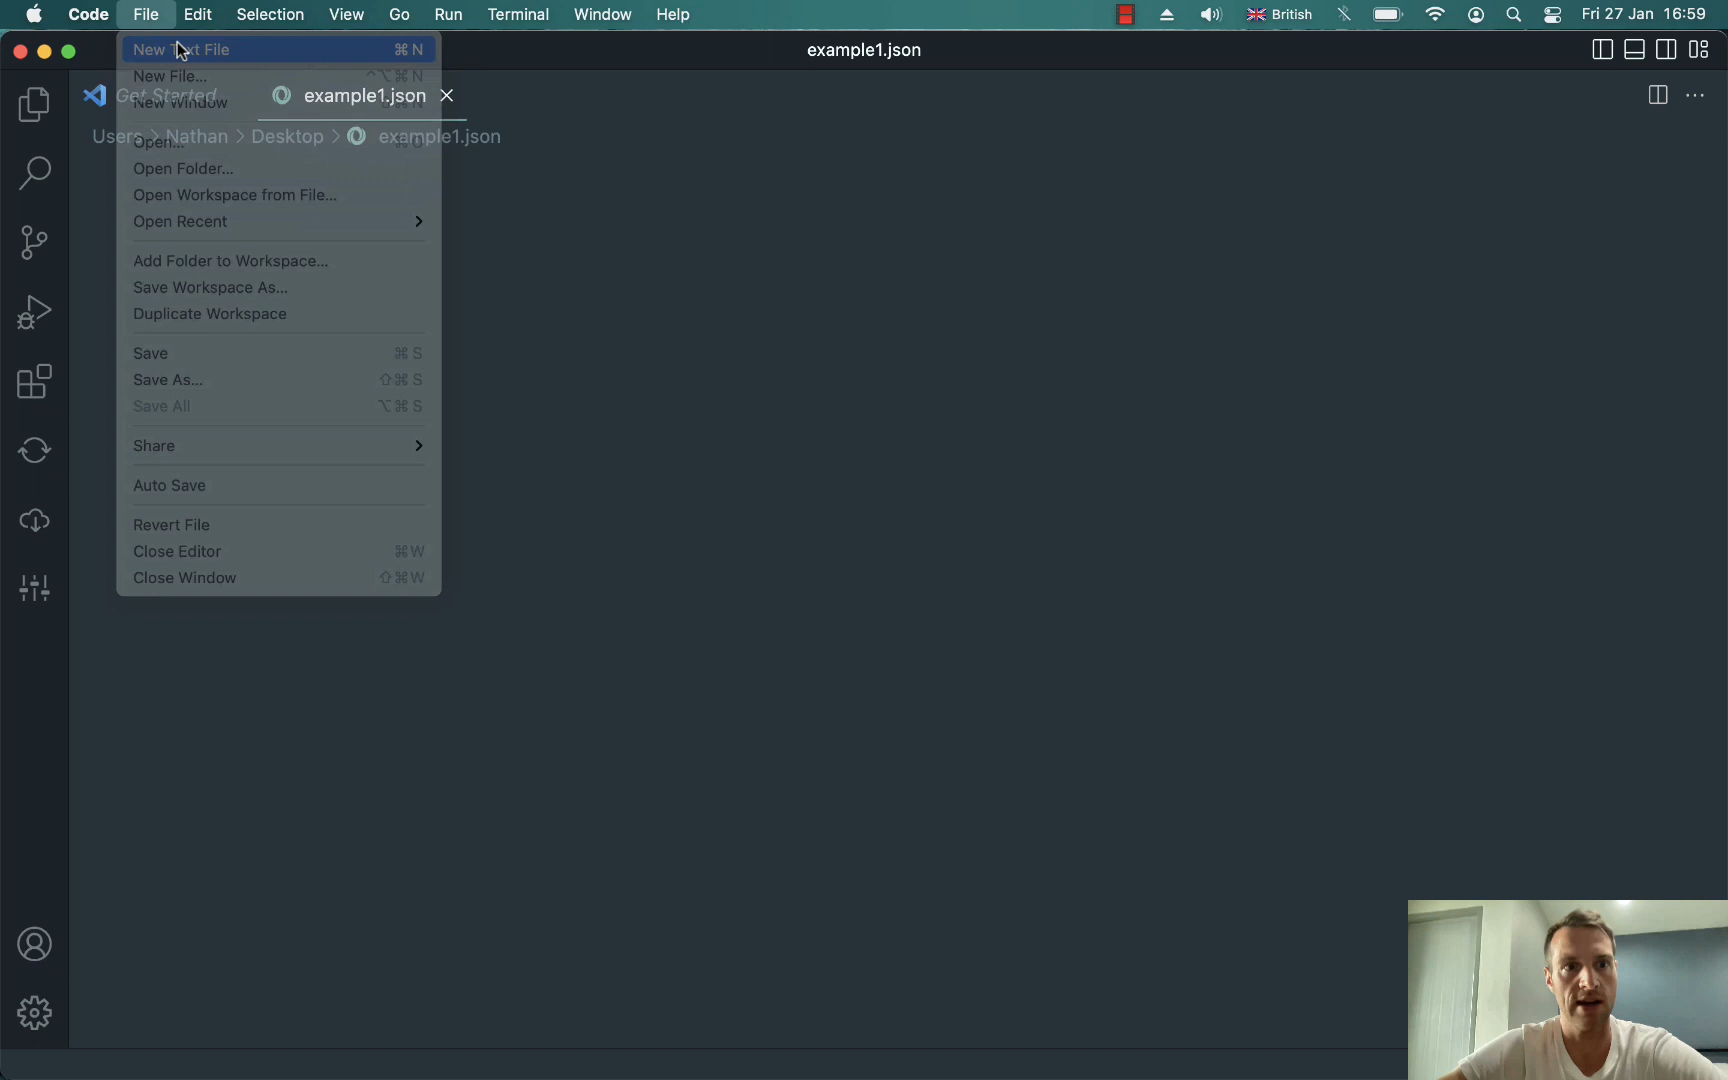 Code File Edit Selection View Go Run Terminal Window Help British Fri 27 Jan 16:59
example1.json
New Text File ⌘ N
New File... ⌃⌥⌘ N
Get Started example1.json
New Window ⇧⌘ N
Users > Nathan > Desktop > example1.json
Open... ⌘ O
Open Folder...
Open Workspace from File...
Open Recent
Add Folder to Workspace...
Save Workspace As...
Duplicate Workspace
Save ⌘ S
Save As... ⇧⌘ S
Save All ⌥⌘ S
Share
Auto Save
Revert File
Close Editor ⌘W
Close Window ⇧⌘W